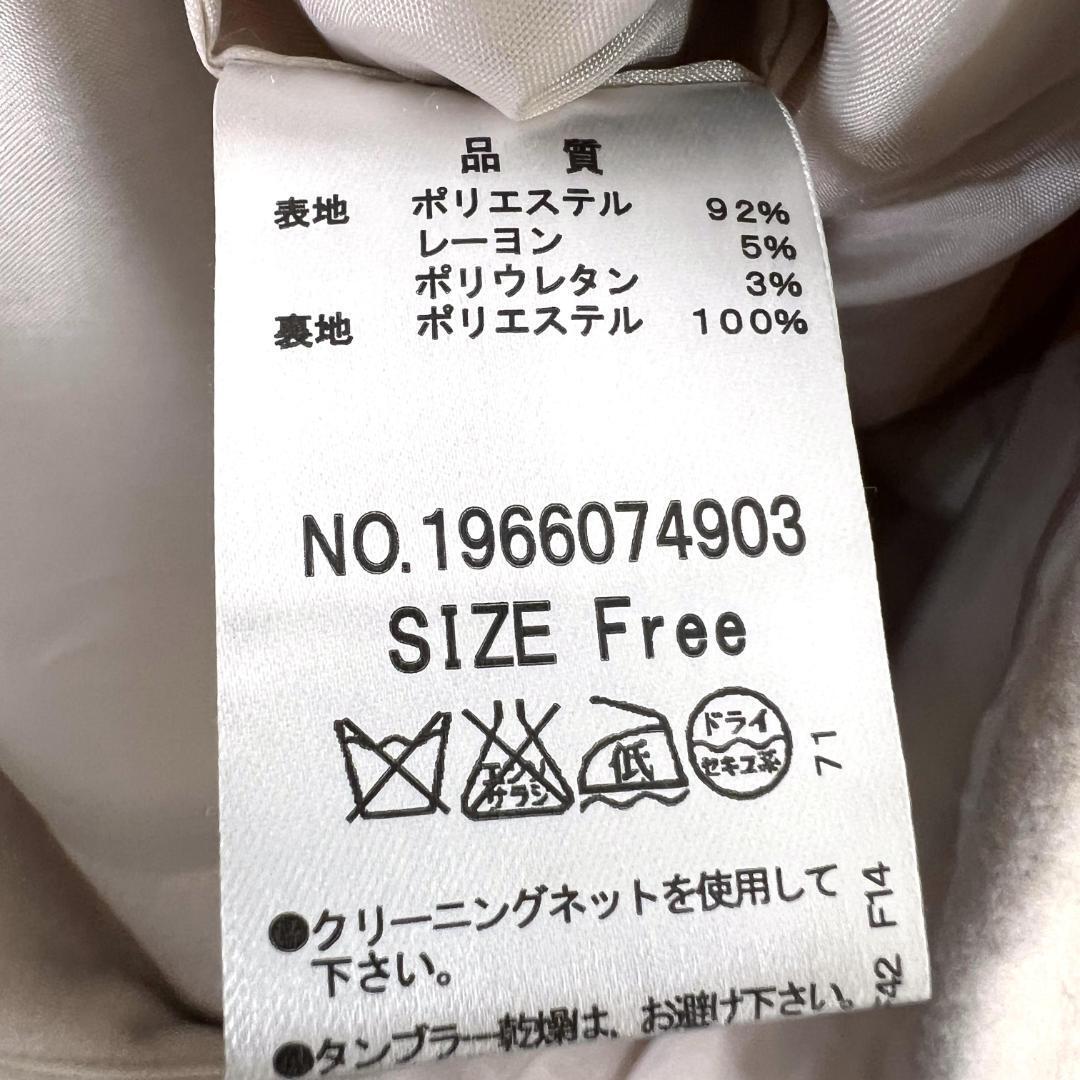 品 質
表地 ポリエステル 92%
レーヨン 5%
ポリウレタン 3%
裏地 ポリエステル 100%
NO.1966074903
SIZE Free
エンソ サラシ
低
ドライ
セキユ系
71
●クリーニングネットを使用して
下さい。
●タンブラー乾燥は、お避け下さい。
F14